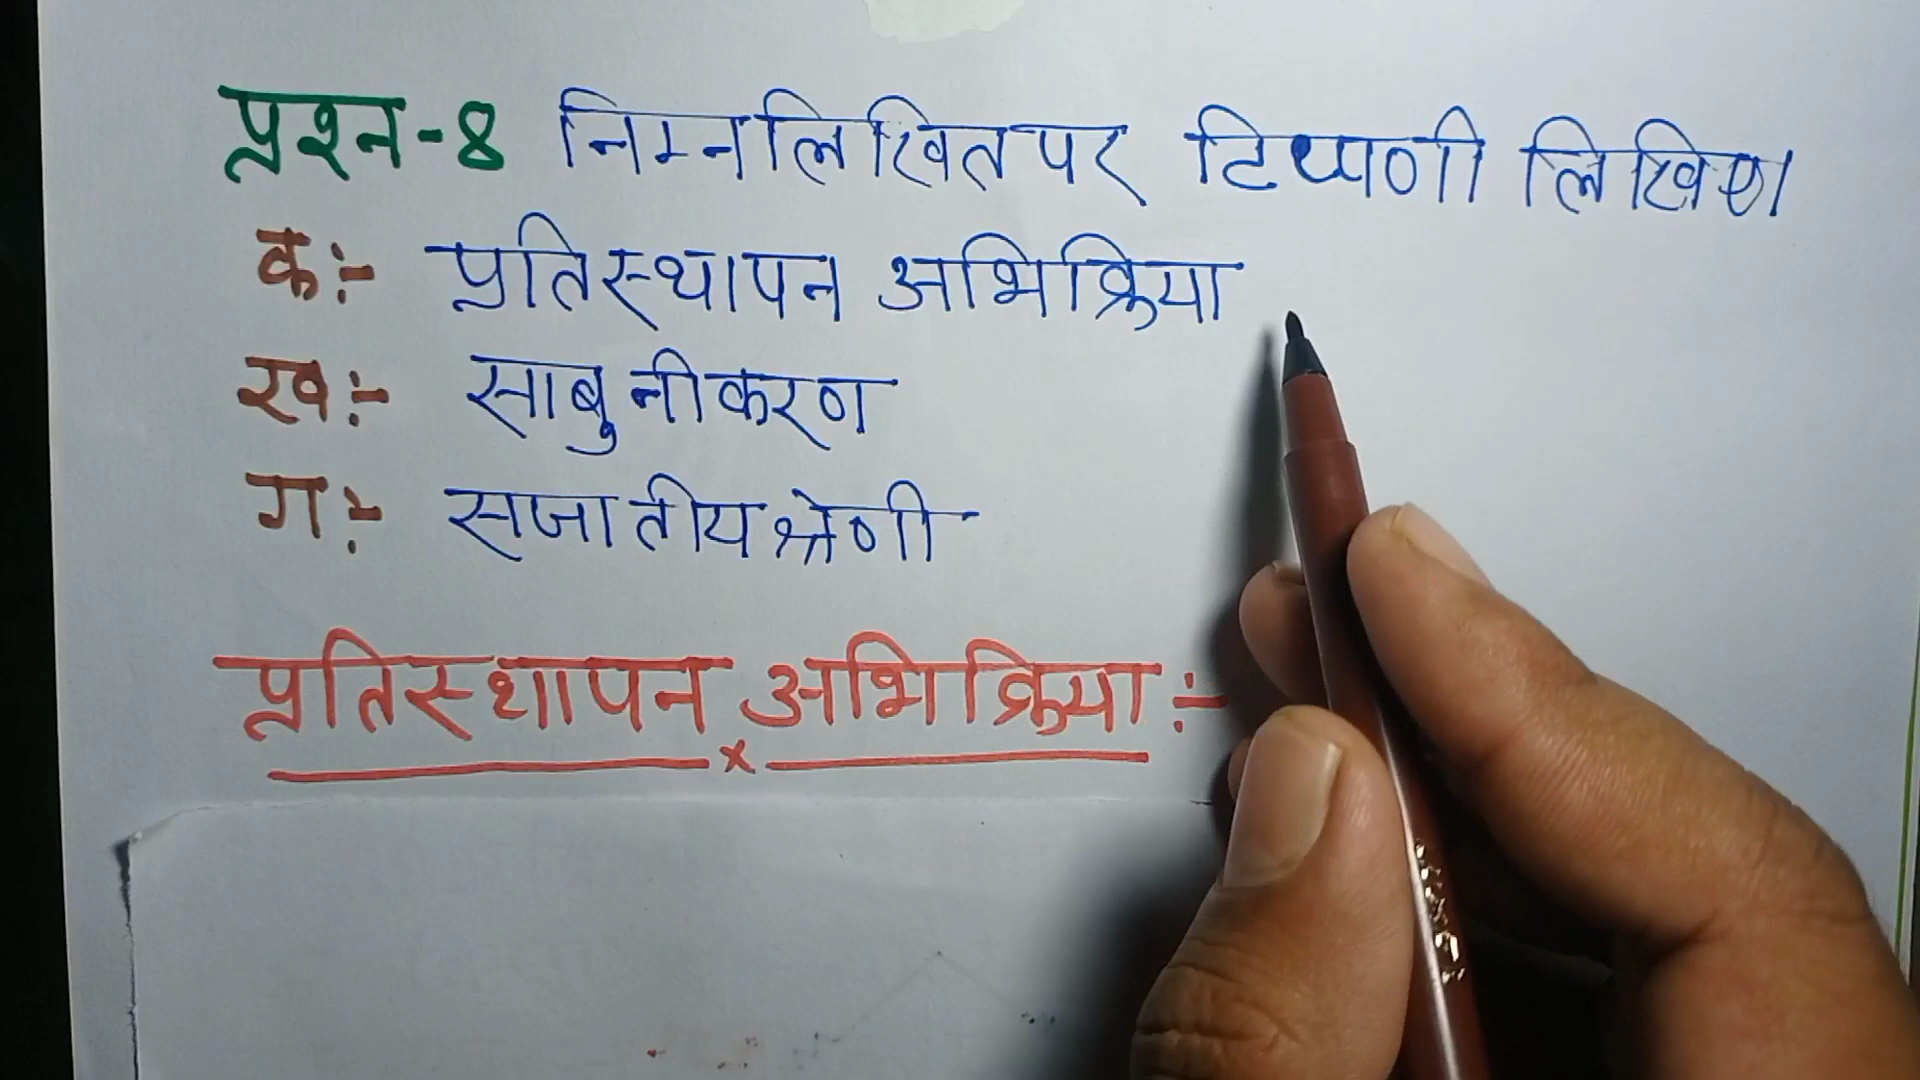 प्रश्न-8 निम्नलिखित पर टिप्पणी लिखिए
क:- प्रतिस्थापन अभिक्रिया
ख:- साबुनीकरण
ग:- सजातीय श्रेणी
प्रतिस्थापन अभिक्रिया:-